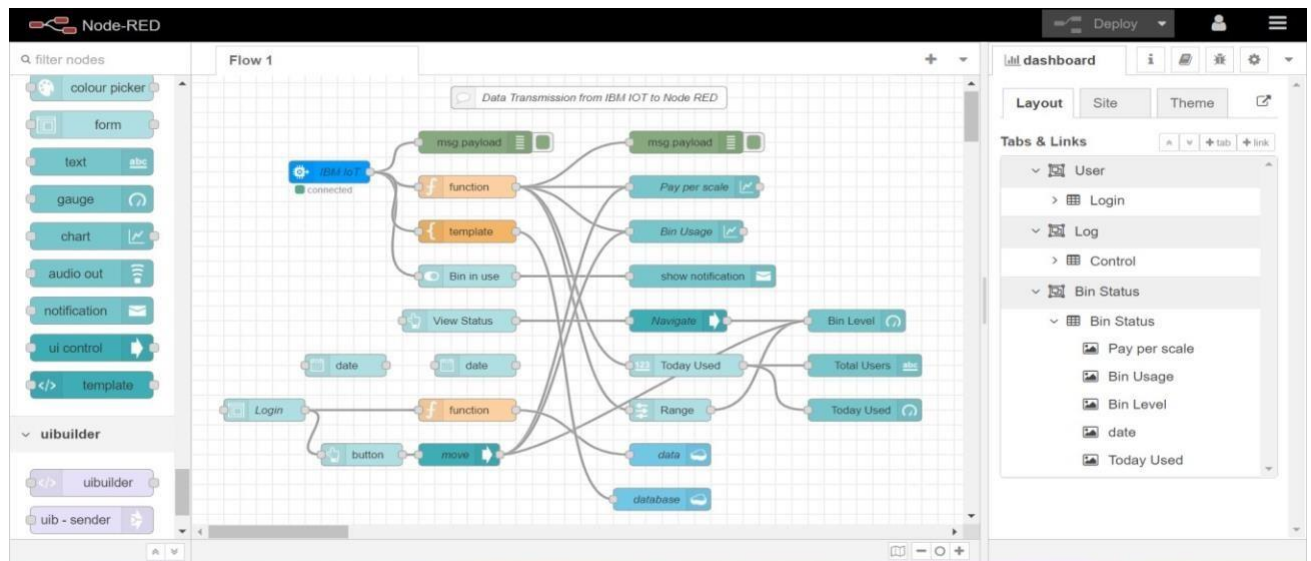 Node-RED
Deploy
filter nodes
colour picker
form
text
abc
gauge
chart
audio out
notification
ui control
</> template
uibuilder
</> uibuilder
uib - sender
Flow 1
Data Transmission from IBM IOT to Node RED
IBM IoT
connected
msg.payload
msg.payload
function
Pay per scale
template
Bin Usage
Bin in use
show notification
View Status
Navigate
Bin Level
date
date
123 Today Used
Total Users abc
Login
function
Range
Today Used
button
move
data
database
dashboard
i
Layout
Site
Theme
Tabs & Links
+ tab
+ link
User
Login
Log
Control
Bin Status
Bin Status
Pay per scale
Bin Usage
Bin Level
date
Today Used